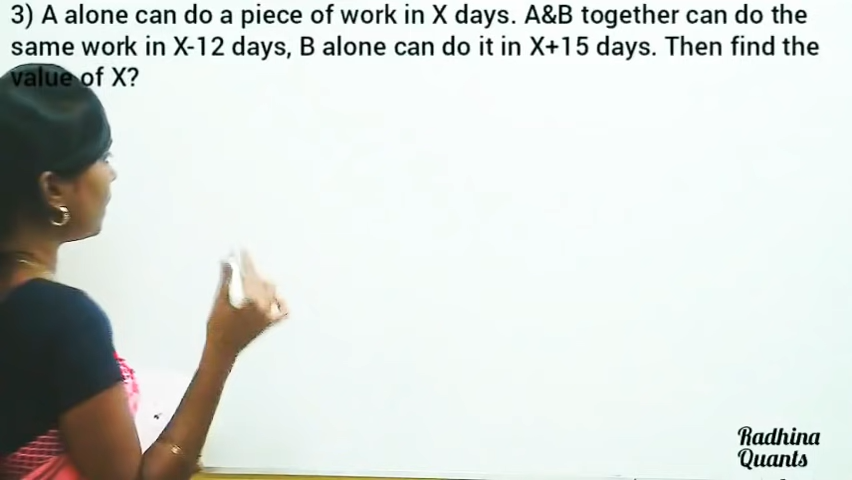 3) A alone can do a piece of work in X days. A&B together can do the
same work in X-12 days, B alone can do it in X+15 days. Then find the
value of X?
Radhina
Quants